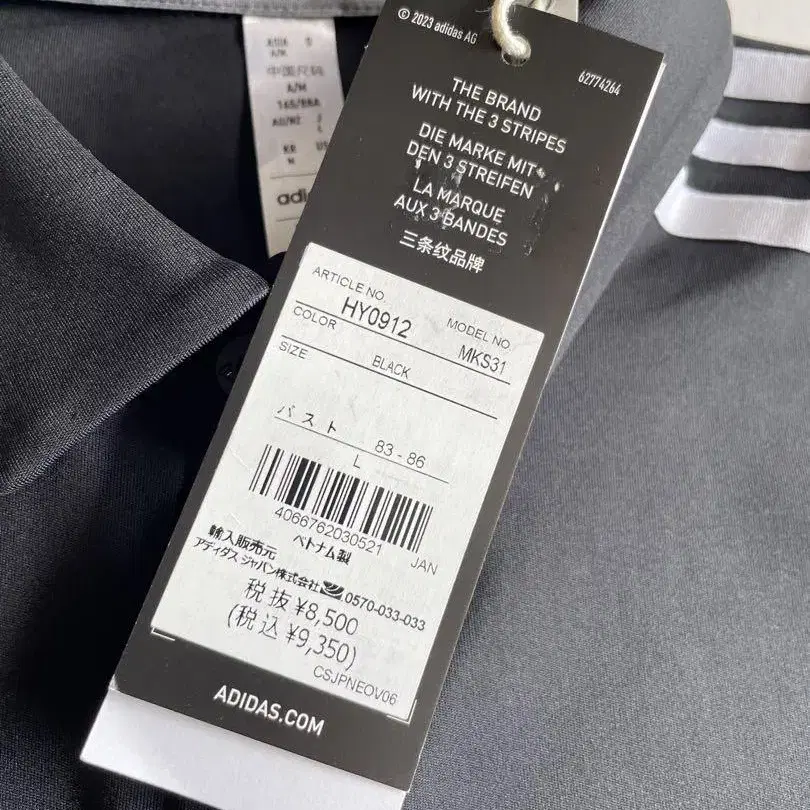 © 2023 adidas AG
62774264
THE BRAND
WITH THE 3 STRIPES
DIE MARKE MIT
DEN 3 STREIFEN
LA MARQUE
AUX 3 BANDES
三条纹品牌
ARTICLE NO.
HY0912
MODEL NO
COLOR
MKS31
BLACK
SIZE
バスト
83 - 86
L
4066762030521
JAN
ベトナム製
輸入販売元
アディダス ジャパン株式会社
0570-033-033
税抜 ¥8,500
(税込 ¥9,350)
CSJPNEOV06
ADIDAS.COM
中国尺码
A/M
165/88A
KR
M